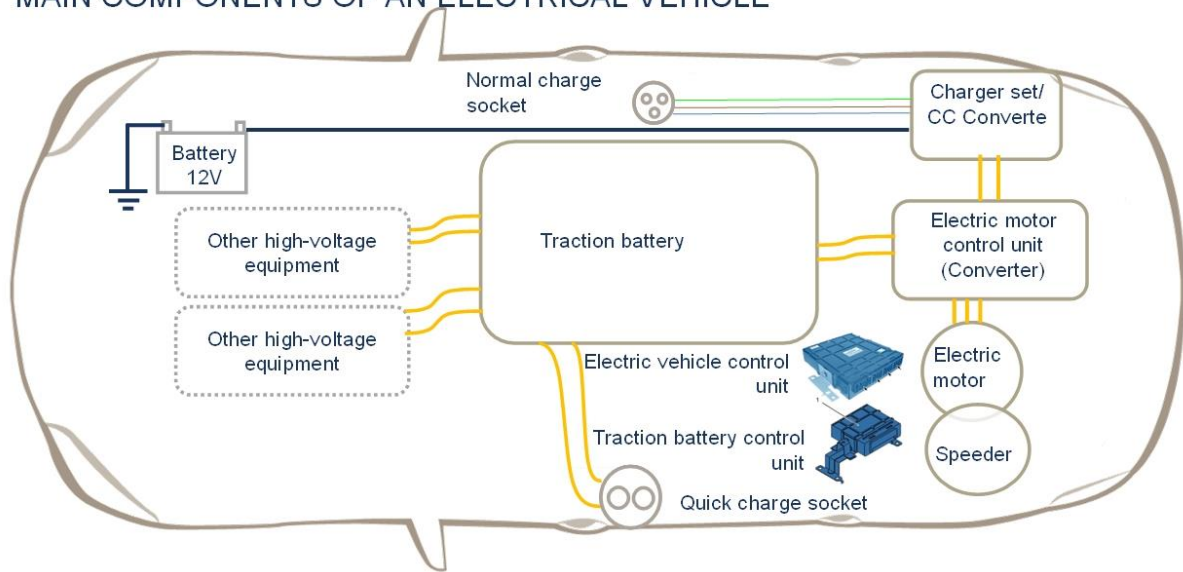 MAIN COMPONENTS OF AN ELECTRICAL VEHICLE
Normal charge
socket
Charger set/
CC Converte
Battery
12V
Other high-voltage
equipment
Traction battery
Electric motor
control unit
(Converter)
Other high-voltage
equipment
Electric vehicle control
unit
Electric
motor
Traction battery control
unit
Speeder
Quick charge socket